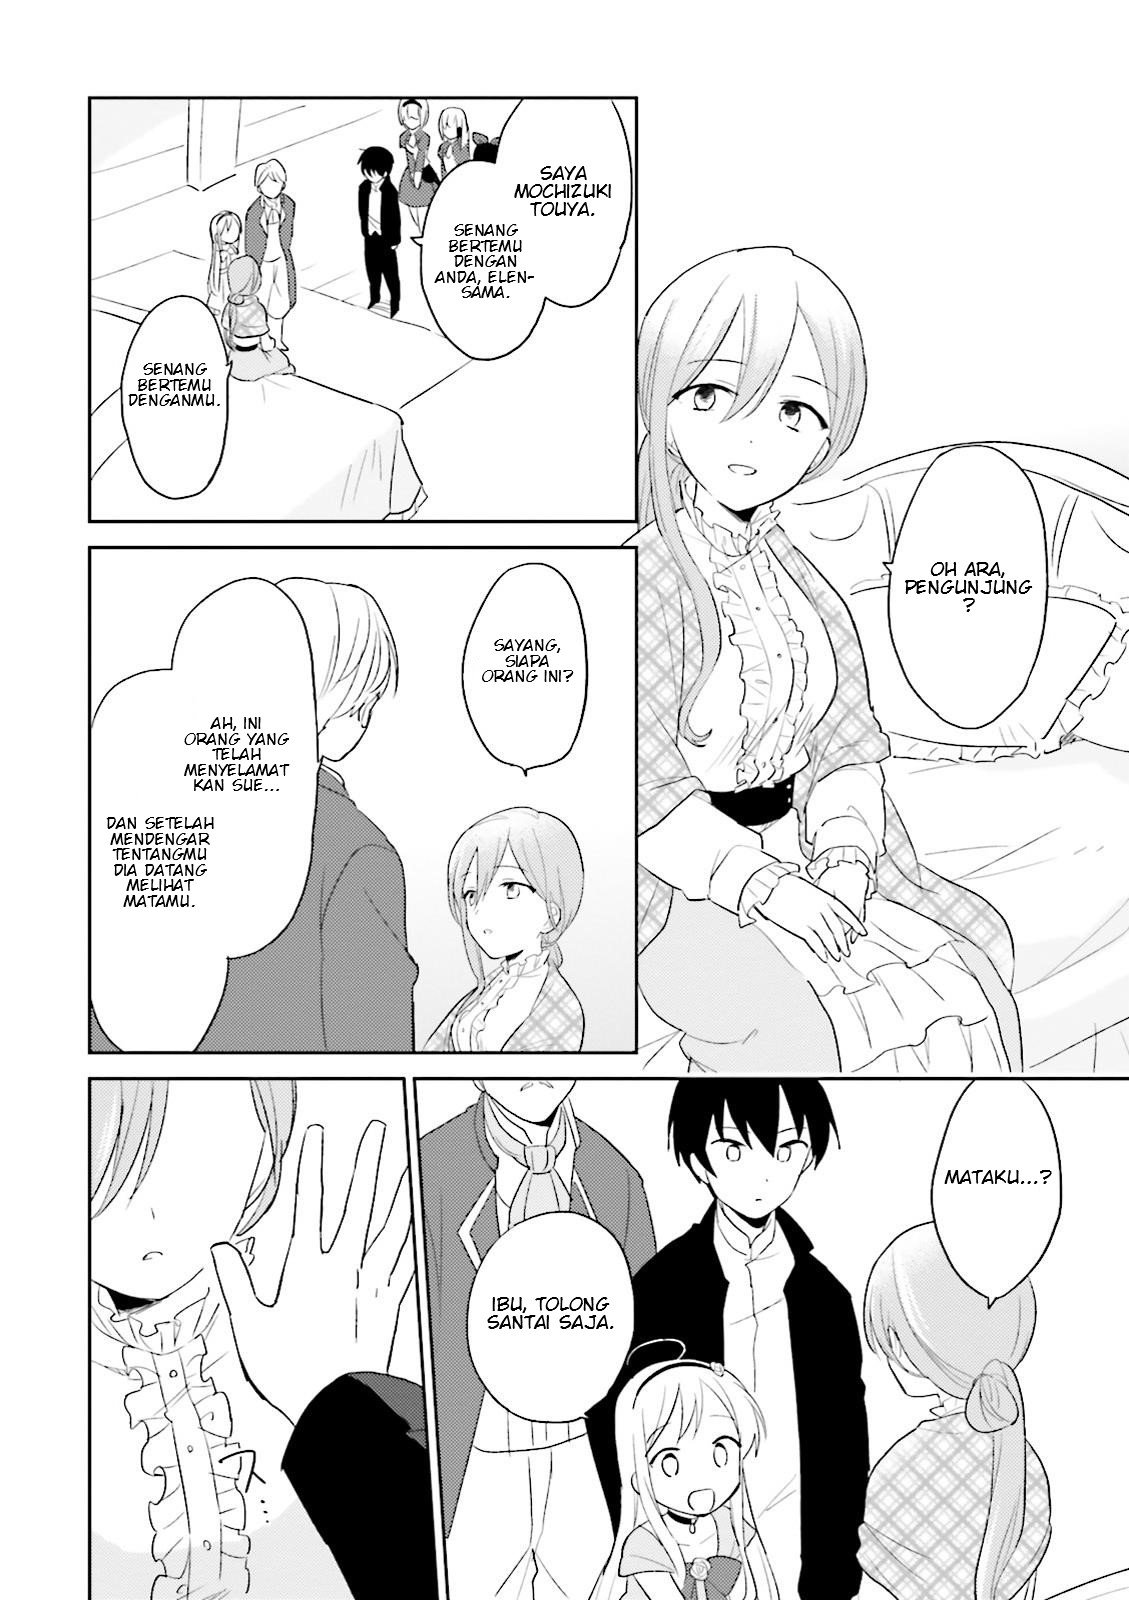 OH ARA,
PENGUNJUNG
?
SAYA
MOCHIZUKI
TOUYA.
SENANG
BERTEMU
DENGAN
ANDA, ELEN-
SAMA.
SENANG
BERTEMU
DENGANMU.
SAYANG,
SIAPA
ORANG INI?
AH, INI
ORANG YANG
TELAH
MENYELAMAT
KAN SUE...
DAN SETELAH
MENDENGAR
TENTANGMU
DIA DATANG
MELIHAT
MATAMU.
MATAKU...?
IBU, TOLONG
SANTAI SAJA.